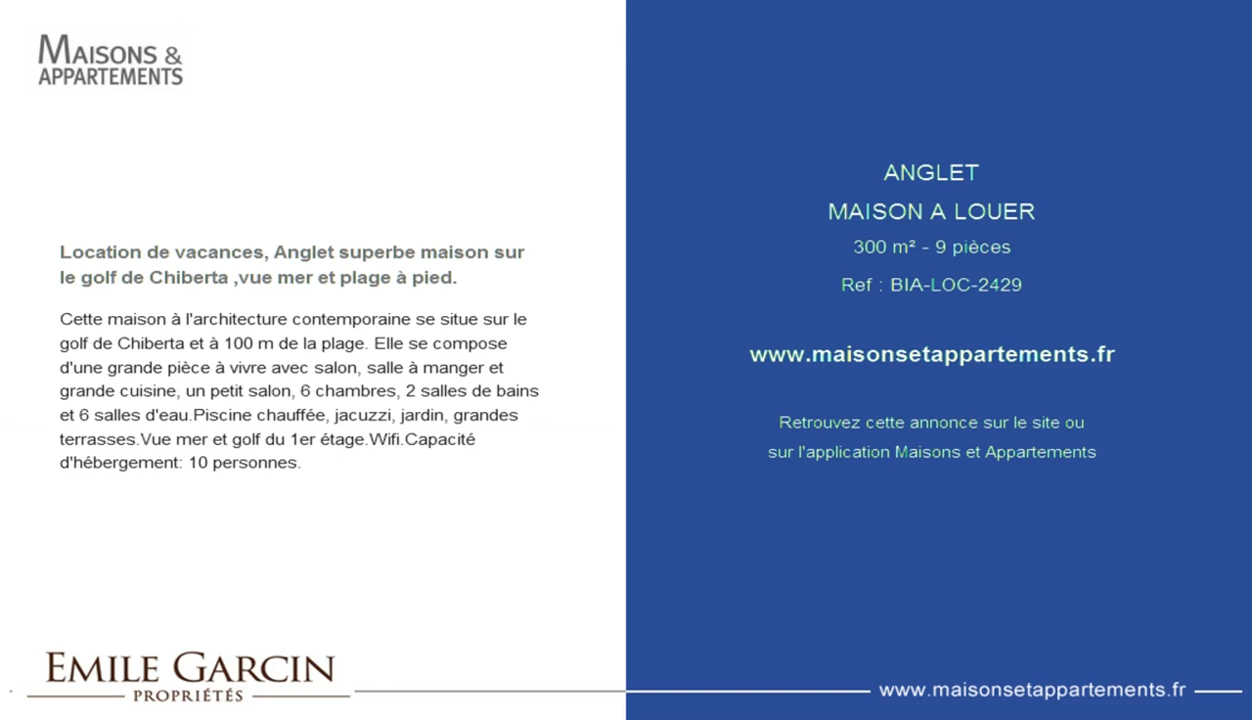 MAISONS &
APPARTEMENTS
Location de vacances, Anglet superbe maison sur
le golf de Chiberta ,vue mer et plage à pied.
Cette maison à l'architecture contemporaine se situe sur le
golf de Chiberta et à 100 m de la plage. Elle se compose
d'une grande pièce à vivre avec salon, salle à manger et
grande cuisine, un petit salon, 6 chambres, 2 salles de bains
et 6 salles d'eau.Piscine chauffée, jacuzzi, jardin, grandes
terrasses.Vue mer et golf du 1er étage.Wifi.Capacité
d'hébergement: 10 personnes.
EMILE GARCIN
PROPRIÉTÉS
ANGLET
MAISON A LOUER
300 m² - 9 pièces
Ref : BIA-LOC-2429
www.maisonsetappartements.fr
Retrouvez cette annonce sur le site ou
sur l'application Maisons et Appartements
www.maisonsetappartements.fr